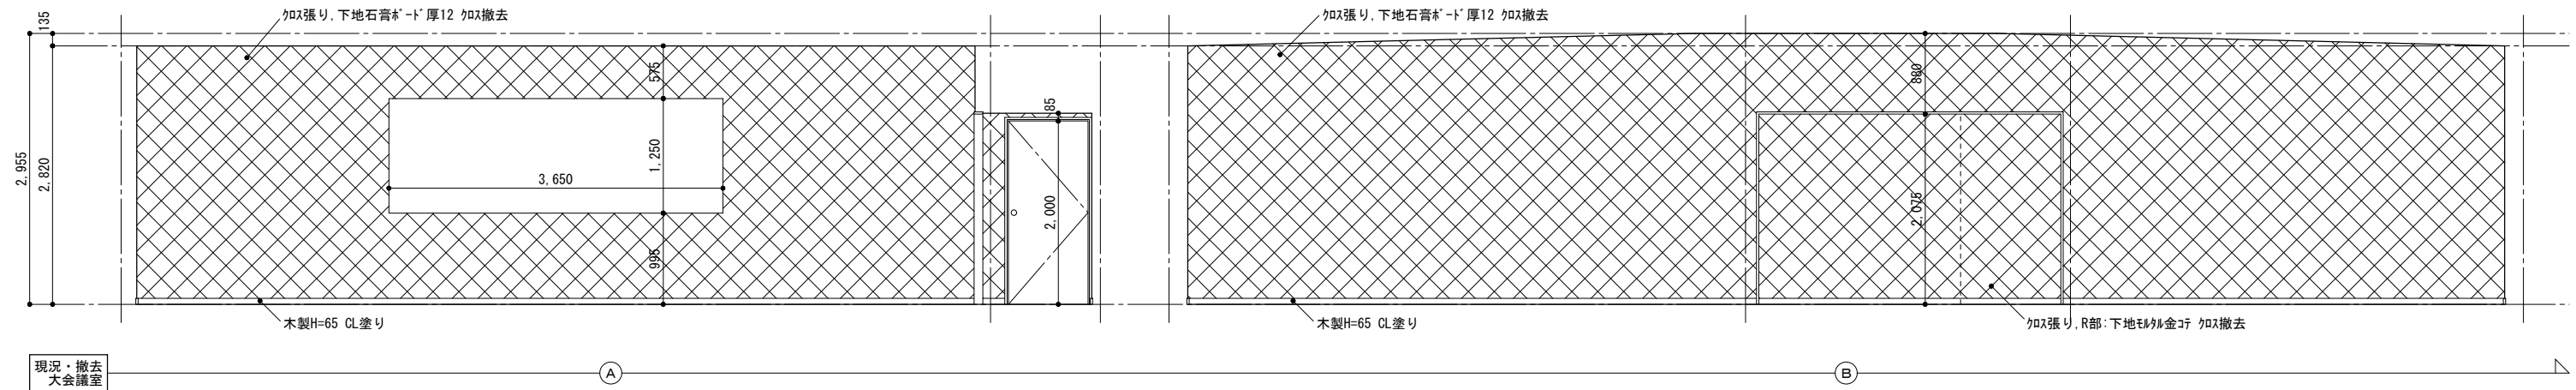 クロス張り,下地石膏ボード厚12 クロス撤去
クロス張り,下地石膏ボード厚12 クロス撤去
135
2,955
2,820
575
1,250
3,650
995
85
2,000
880
2,075
木製H=65 CL塗り
木製H=65 CL塗り
クロス張り,R部:下地モルタル金コテ クロス撤去
現況・撤去
大会議室
A
B